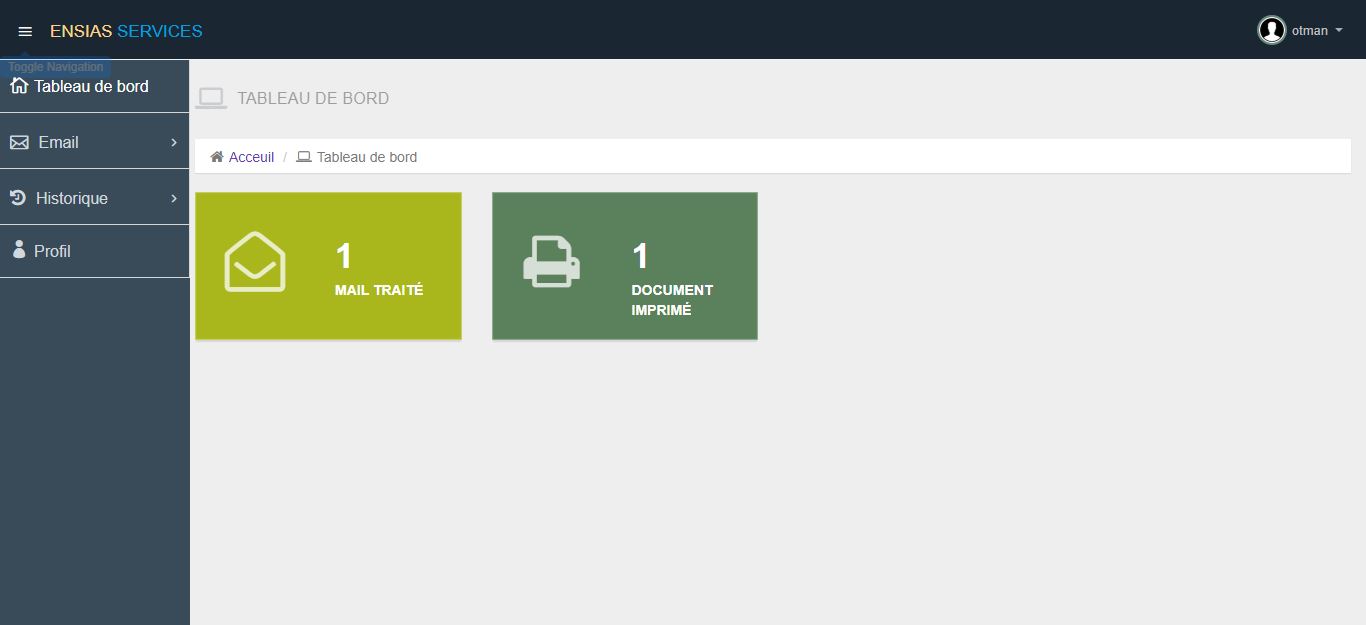 ENSIAS SERVICES
otman
Toggle Navigation
Tableau de bord
Email
Historique
Profil
TABLEAU DE BORD
Acceuil / Tableau de bord
1
MAIL TRAITÉ
1
DOCUMENT
IMPRIMÉ